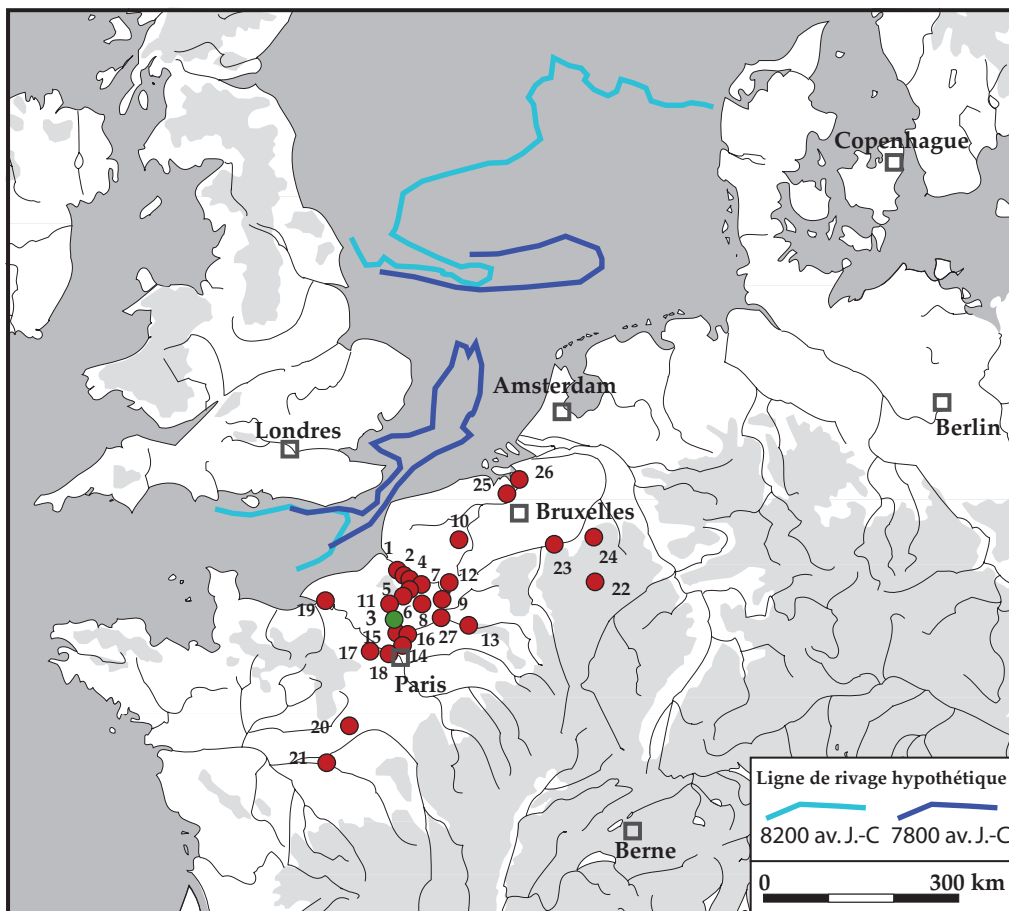 Copenhague
Amsterdam
Berlin
Londres
26
25
Bruxelles
10
1
2
4
24
23
7
12
5
22
19
11
6
9
3
8
27
13
15
16
17
14
18
Paris
20
21
Ligne de rivage hypothétique
8200 av. J.-C 7800 av. J.-C
Berne
0 300 km